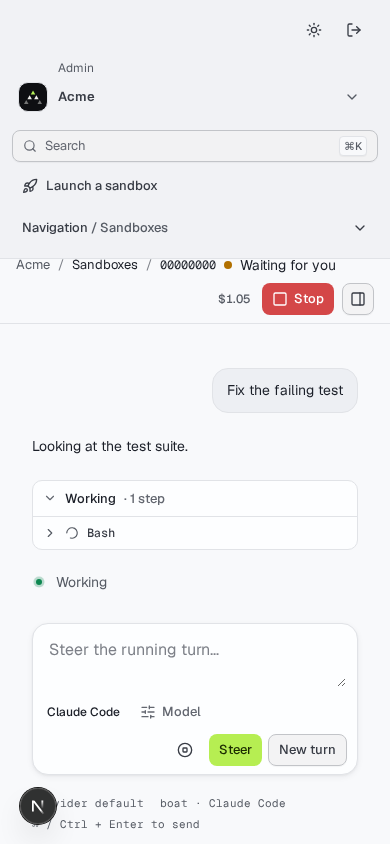 Admin
Acme
Search ⌘K
Launch a sandbox
Navigation / Sandboxes
Acme / Sandboxes / 00000000 Waiting for you
$1.05 Stop
Fix the failing test
Looking at the test suite.
Working · 1 step
Bash
Working
Steer the running turn...
Claude Code Model
Steer New turn
N
default boat · Claude Code
/ Ctrl + Enter to send